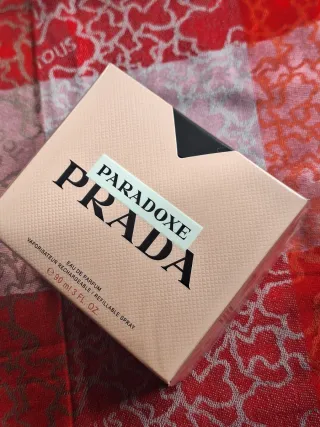 PARADOXE
PRADA
EAU DE PARFUM
VAPORISATEUR RECHARGEABLE / REFILLABLE SPRAY
℮ 90 ml 3 FL. OZ.